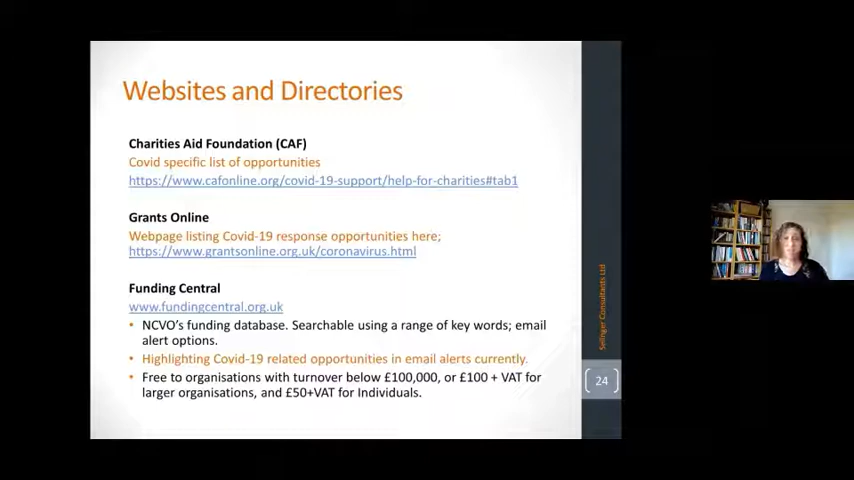 Websites and Directories
Charities Aid Foundation (CAF)
Covid specific list of opportunities
https://www.cafonline.org/covid-19-support/help-for-charities#tab1
Grants Online
Webpage listing Covid-19 response opportunities here;
https://www.grantsonline.org.uk/coronavirus.html
Funding Central
www.fundingcentral.org.uk
• NCVO's funding database. Searchable using a range of key words; email
alert options.
• Highlighting Covid-19 related opportunities in email alerts currently.
• Free to organisations with turnover below £100,000, or £100 + VAT for
larger organisations, and £50+VAT for Individuals.
Sellinger Consultants Ltd
24